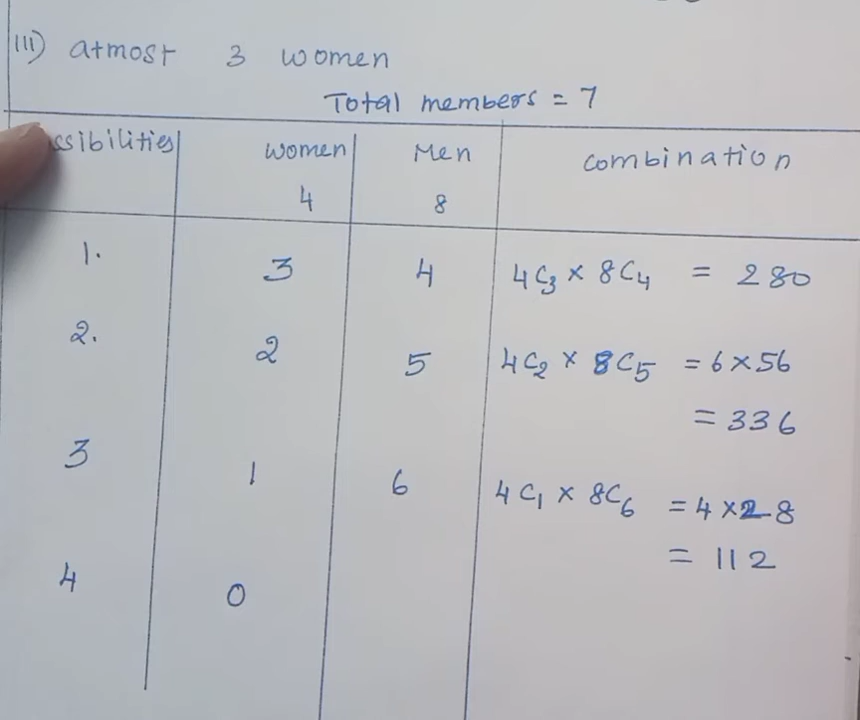 III) atmost 3 women
Total members = 7
ssibilities women Men combination
4 8
1. 3 4 4C3 × 8C4 = 280
2. 2 5 4C2 × 8C5 = 6×56
= 336
3 1 6 4C1 × 8C6 = 4×28
= 112
4 0